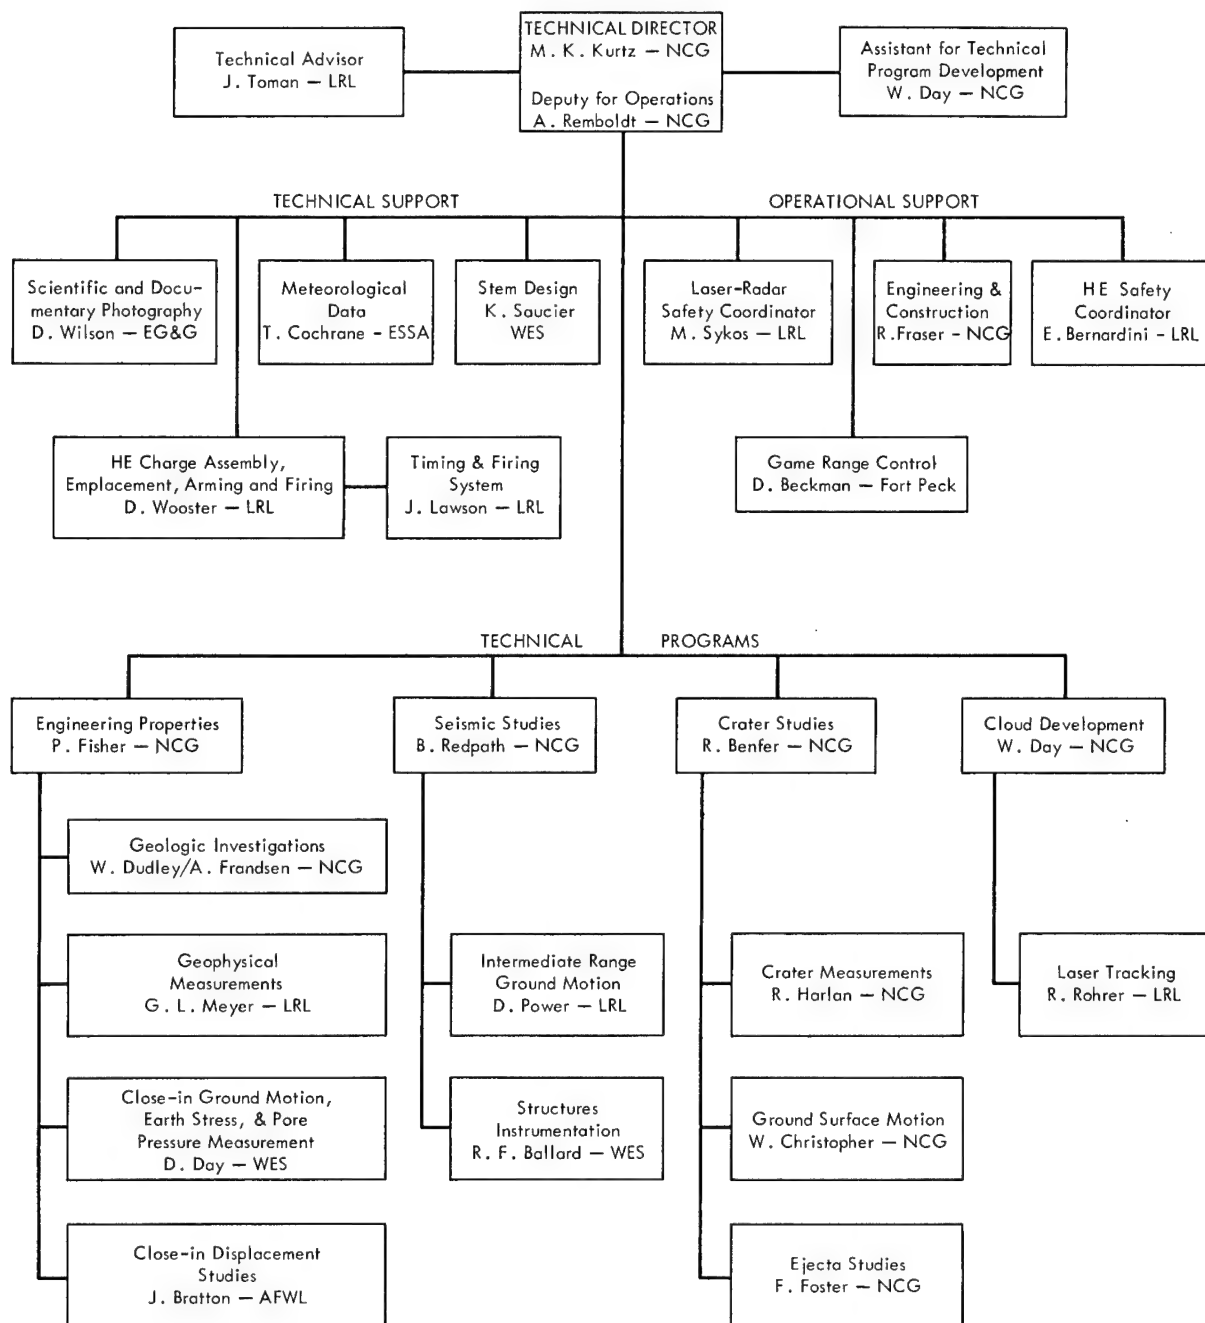 TECHNICAL DIRECTOR
M. K. Kurtz — NCG
Deputy for Operations
A. Remboldt — NCG
Technical Advisor
J. Toman — LRL
Assistant for Technical
Program Development
W. Day — NCG
TECHNICAL SUPPORT
OPERATIONAL SUPPORT
Scientific and Docu-
mentary Photography
D. Wilson — EG&G
Meteorological
Data
T. Cochrane - ESSA
Stem Design
K. Saucier
WES
Laser-Radar
Safety Coordinator
M. Sykos — LRL
Engineering &
Construction
R.Fraser - NCG
HE Safety
Coordinator
E. Bernardini - LRL
HE Charge Assembly,
Emplacement, Arming and Firing
D. Wooster — LRL
Timing & Firing
System
J. Lawson — LRL
Game Range Control
D. Beckman — Fort Peck
TECHNICAL PROGRAMS
Engineering Properties
P. Fisher — NCG
Seismic Studies
B. Redpath — NCG
Crater Studies
R. Benfer — NCG
Cloud Development
W. Day — NCG
Geologic Investigations
W. Dudley/A. Frandsen — NCG
Geophysical
Measurements
G. L. Meyer — LRL
Intermediate Range
Ground Motion
D. Power — LRL
Crater Measurements
R. Harlan — NCG
Laser Tracking
R. Rohrer — LRL
Close-in Ground Motion,
Earth Stress, & Pore
Pressure Measurement
D. Day — WES
Structures
Instrumentation
R. F. Ballard — WES
Ground Surface Motion
W. Christopher — NCG
Close-in Displacement
Studies
J. Bratton — AFWL
Ejecta Studies
F. Foster — NCG